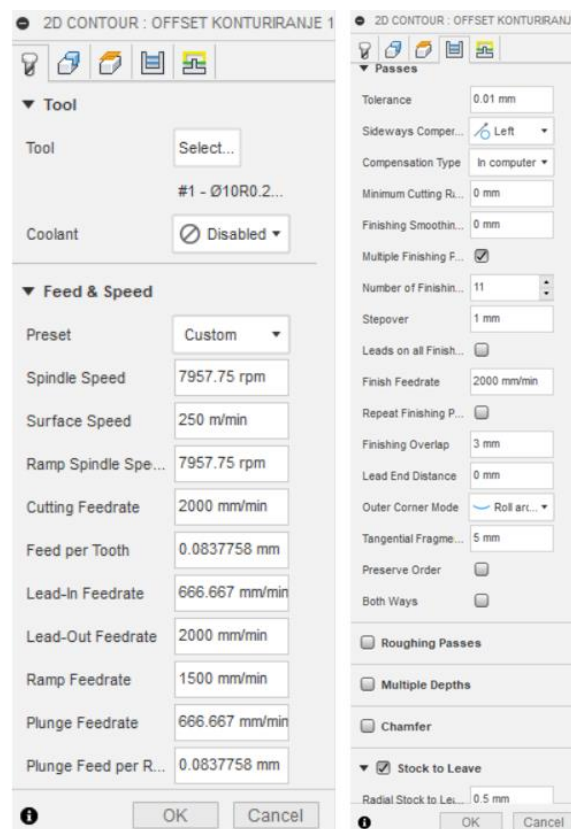 2D CONTOUR : OFFSET KONTURIRANJE 1
Tool
Tool Select...
#1 - Ø10R0.2...
Coolant Disabled
Feed & Speed
Preset Custom
Spindle Speed 7957.75 rpm
Surface Speed 250 m/min
Ramp Spindle Spe... 7957.75 rpm
Cutting Feedrate 2000 mm/min
Feed per Tooth 0.0837758 mm
Lead-In Feedrate 666.667 mm/min
Lead-Out Feedrate 2000 mm/min
Ramp Feedrate 1500 mm/min
Plunge Feedrate 666.667 mm/min
Plunge Feed per R... 0.0837758 mm
OK Cancel
2D CONTOUR : OFFSET KONTURIRANJ
Passes
Tolerance 0.01 mm
Sideways Comper... Left
Compensation Type In computer
Minimum Cutting Ra... 0 mm
Finishing Smoothin... 0 mm
Multiple Finishing F...
Number of Finishin... 11
Stepover 1 mm
Leads on all Finish...
Finish Feedrate 2000 mm/min
Repeat Finishing P...
Finishing Overlap 3 mm
Lead End Distance 0 mm
Outer Corner Mode Roll arc...
Tangential Fragme... 5 mm
Preserve Order
Both Ways
Roughing Passes
Multiple Depths
Chamfer
Stock to Leave
Radial Stock to Lea... 0.5 mm
OK Cancel